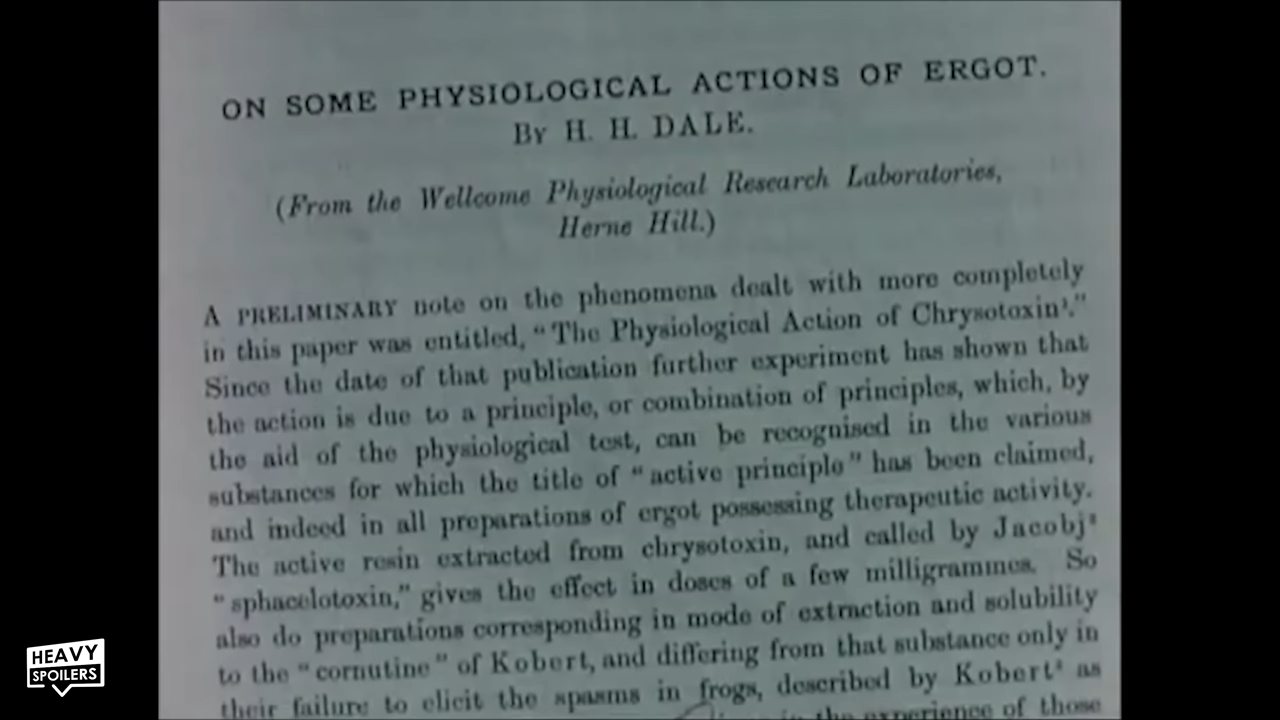 ON SOME PHYSIOLOGICAL ACTIONS OF ERGOT.
By H. H. DALE.
(From the Wellcome Physiological Research Laboratories,
Herne Hill.)
A PRELIMINARY note on the phenomena dealt with more completely
in this paper was entitled, "The Physiological Action of Chrysotoxin¹."
Since the date of that publication further experiment has shown that
the action is due to a principle, or combination of principles, which, by
the aid of the physiological test, can be recognised in the various
substances for which the title of "active principle" has been claimed,
and indeed in all preparations of ergot possessing therapeutic activity.
The active resin extracted from chrysotoxin, and called by Jacobj²
"sphacelotoxin," gives the effect in doses of a few milligrammes. So
also do preparations corresponding in mode of extraction and solubility
to the "cornutine" of Kobert, and differing from that substance only in
their failure to elicit the spasms in frogs, described by Kobert³ as
in the experience of those
HEAVY
SPOILERS